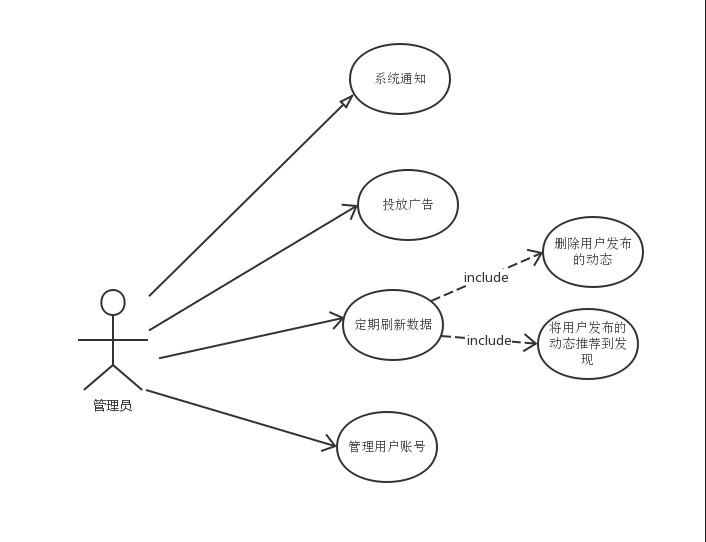 系统通知
投放广告
删除用户发布
的动态
include
定期刷新数据
include
将用户发布的
动态推荐到发
现
管理员
管理用户账号